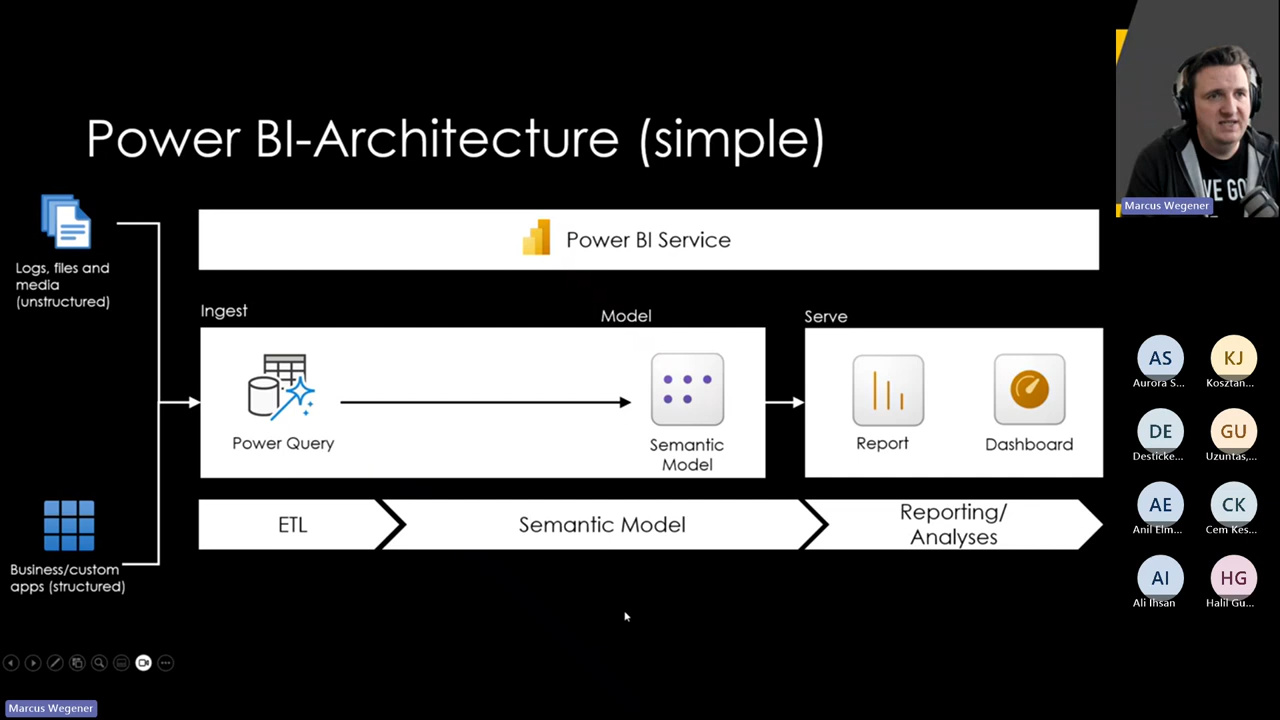 Power BI-Architecture (simple)
VE GO
Marcus Wegener
Logs, files and
media
(unstructured)
Power BI Service
Ingest
Model
Serve
Power Query
Semantic
Model
Report
Dashboard
ETL
Semantic Model
Reporting/
Analyses
Business/custom
apps (structured)
AS
Aurora S...
KJ
Kosztan...
DE
Desticke...
GU
Uzuntas,...
AE
Anil Elm...
CK
Cem Kes...
AI
Ali Ihsan
HG
Halil Gu...
Marcus Wegener